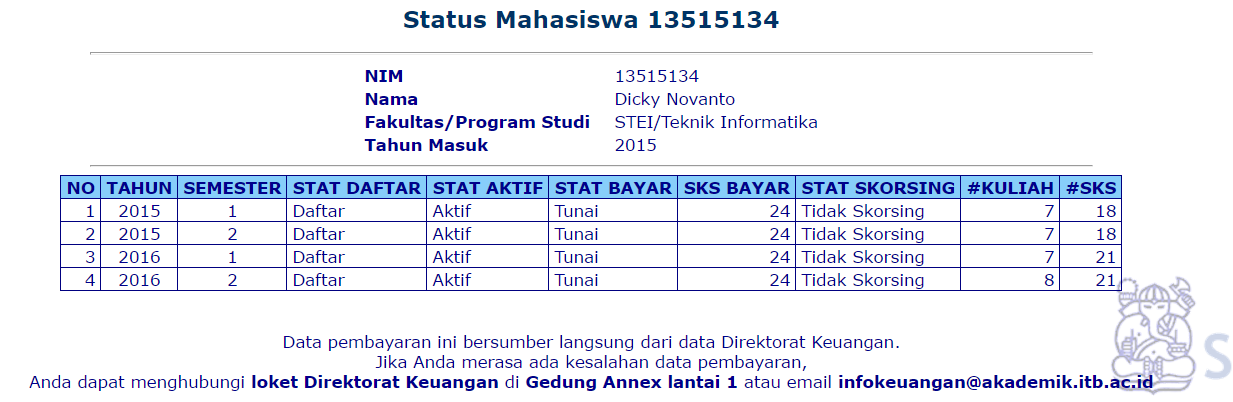 Status Mahasiswa 13515134
NIM 13515134
Nama Dicky Novanto
Fakultas/Program Studi STEI/Teknik Informatika
Tahun Masuk 2015
NO TAHUN SEMESTER STAT DAFTAR STAT AKTIF STAT BAYAR SKS BAYAR STAT SKORSING #KULIAH #SKS
1 2015 1 Daftar Aktif Tunai 24 Tidak Skorsing 7 18
2 2015 2 Daftar Aktif Tunai 24 Tidak Skorsing 7 18
3 2016 1 Daftar Aktif Tunai 24 Tidak Skorsing 7 21
4 2016 2 Daftar Aktif Tunai 24 Tidak Skorsing 8 21
Data pembayaran ini bersumber langsung dari data Direktorat Keuangan.
Jika Anda merasa ada kesalahan data pembayaran,
Anda dapat menghubungi loket Direktorat Keuangan di Gedung Annex lantai 1 atau email infokeuangan@akademik.itb.ac.id
S